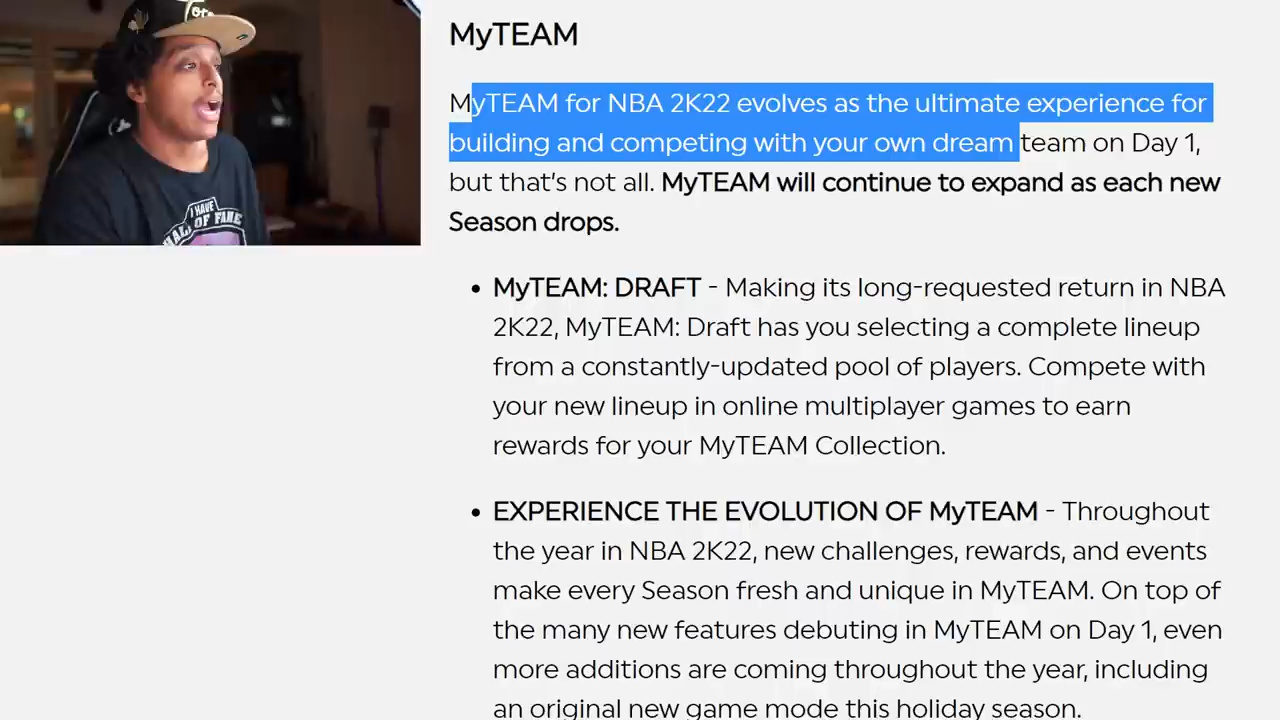 Toro
I HAVE
HALL OF FAME
MyTEAM
MyTEAM for NBA 2K22 evolves as the ultimate experience for
building and competing with your own dream team on Day 1,
but that’s not all. MyTEAM will continue to expand as each new
Season drops.
• MyTEAM: DRAFT - Making its long-requested return in NBA
2K22, MyTEAM: Draft has you selecting a complete lineup
from a constantly-updated pool of players. Compete with
your new lineup in online multiplayer games to earn
rewards for your MyTEAM Collection.
• EXPERIENCE THE EVOLUTION OF MyTEAM - Throughout
the year in NBA 2K22, new challenges, rewards, and events
make every Season fresh and unique in MyTEAM. On top of
the many new features debuting in MyTEAM on Day 1, even
more additions are coming throughout the year, including
an original new game mode this holiday season.